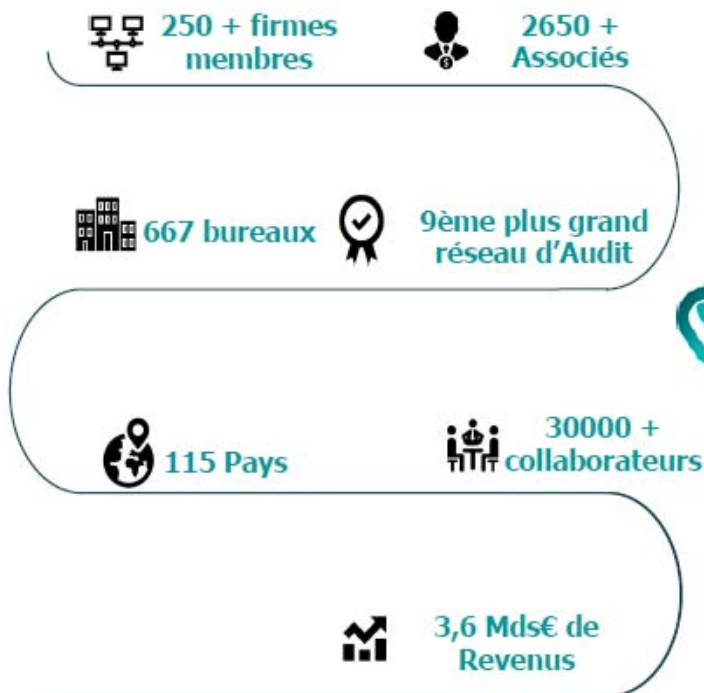 250 + firmes
membres
2650 +
Associés
667 bureaux
9ème plus grand
réseau d'Audit
115 Pays
30000 +
collaborateurs
3,6 Mds€ de
Revenus